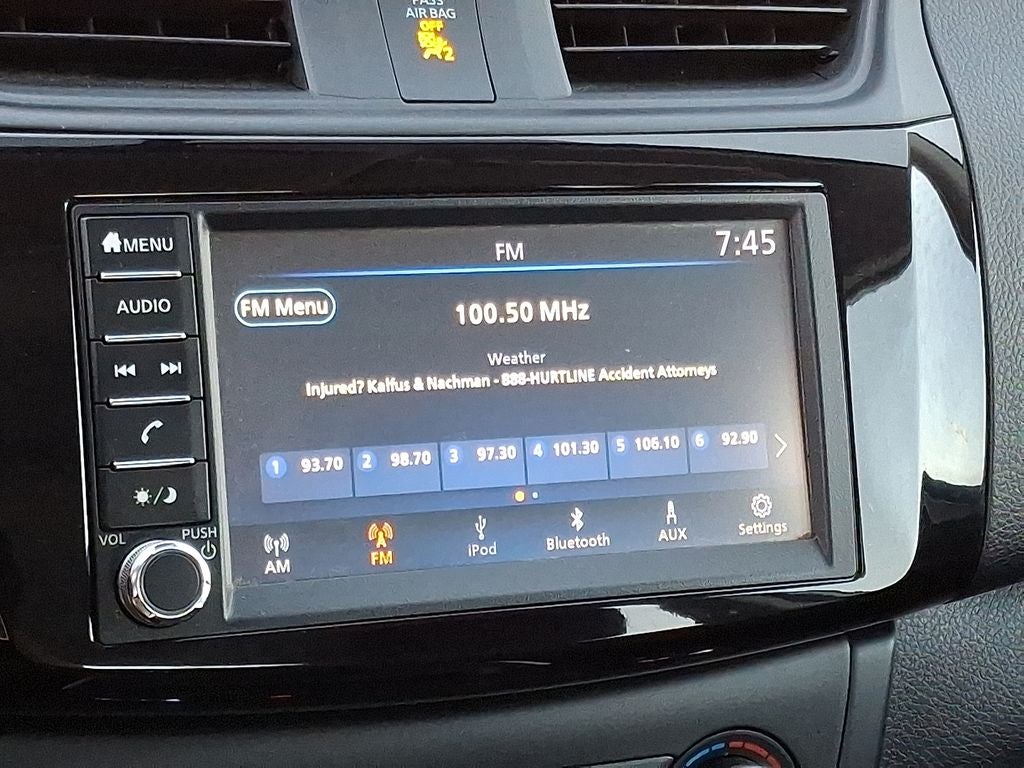 PASS
AIR BAG
OFF
2
MENU
AUDIO
VOL
PUSH
FM
7:45
FM Menu
100.50 MHz
Weather
Injured? Kalfus & Nachman - 888-HURTLINE Accident Attorneys
1 93.70 2 98.70 3 97.30 4 101.30 5 106.10 6 92.90
AM FM iPod Bluetooth AUX Settings